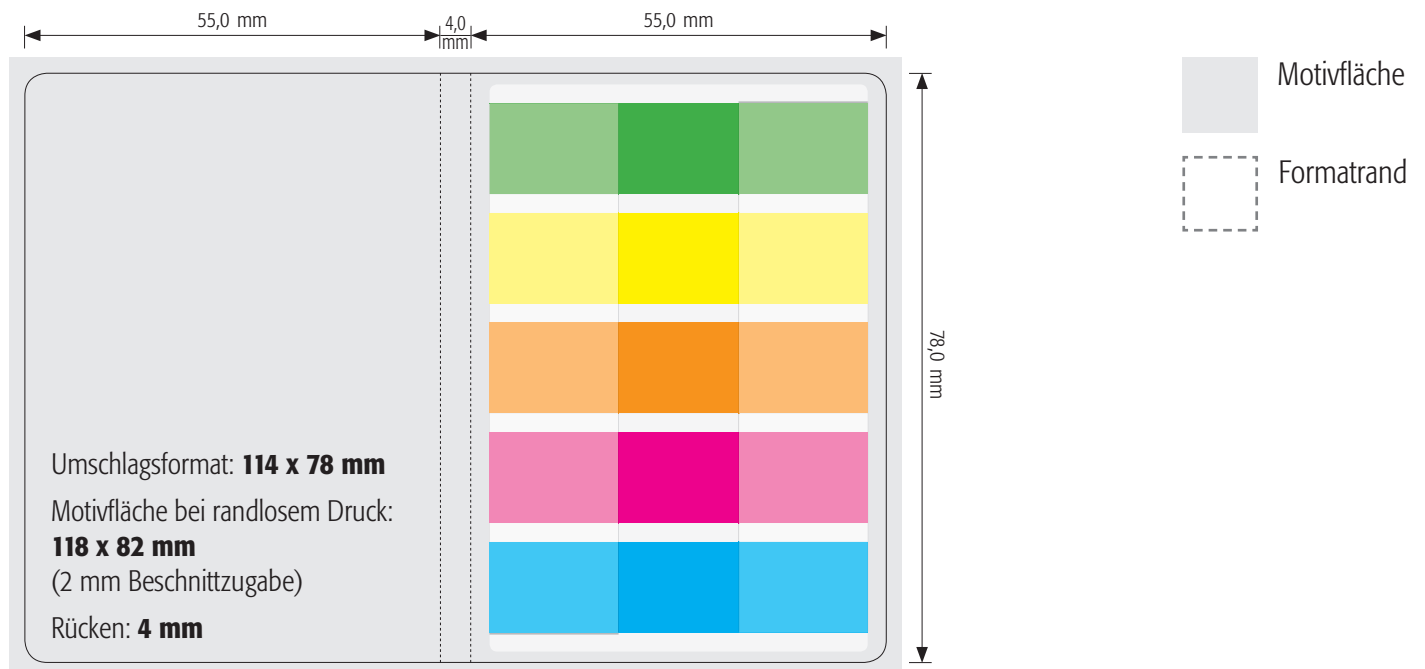 55,0 mm
4,0
mm
55,0 mm
Motivfläche
Formatrand
78,0 mm
Umschlagsformat: 114 x 78 mm
Motivfläche bei randlosem Druck:
118 x 82 mm
(2 mm Beschnittzugabe)
Rücken: 4 mm